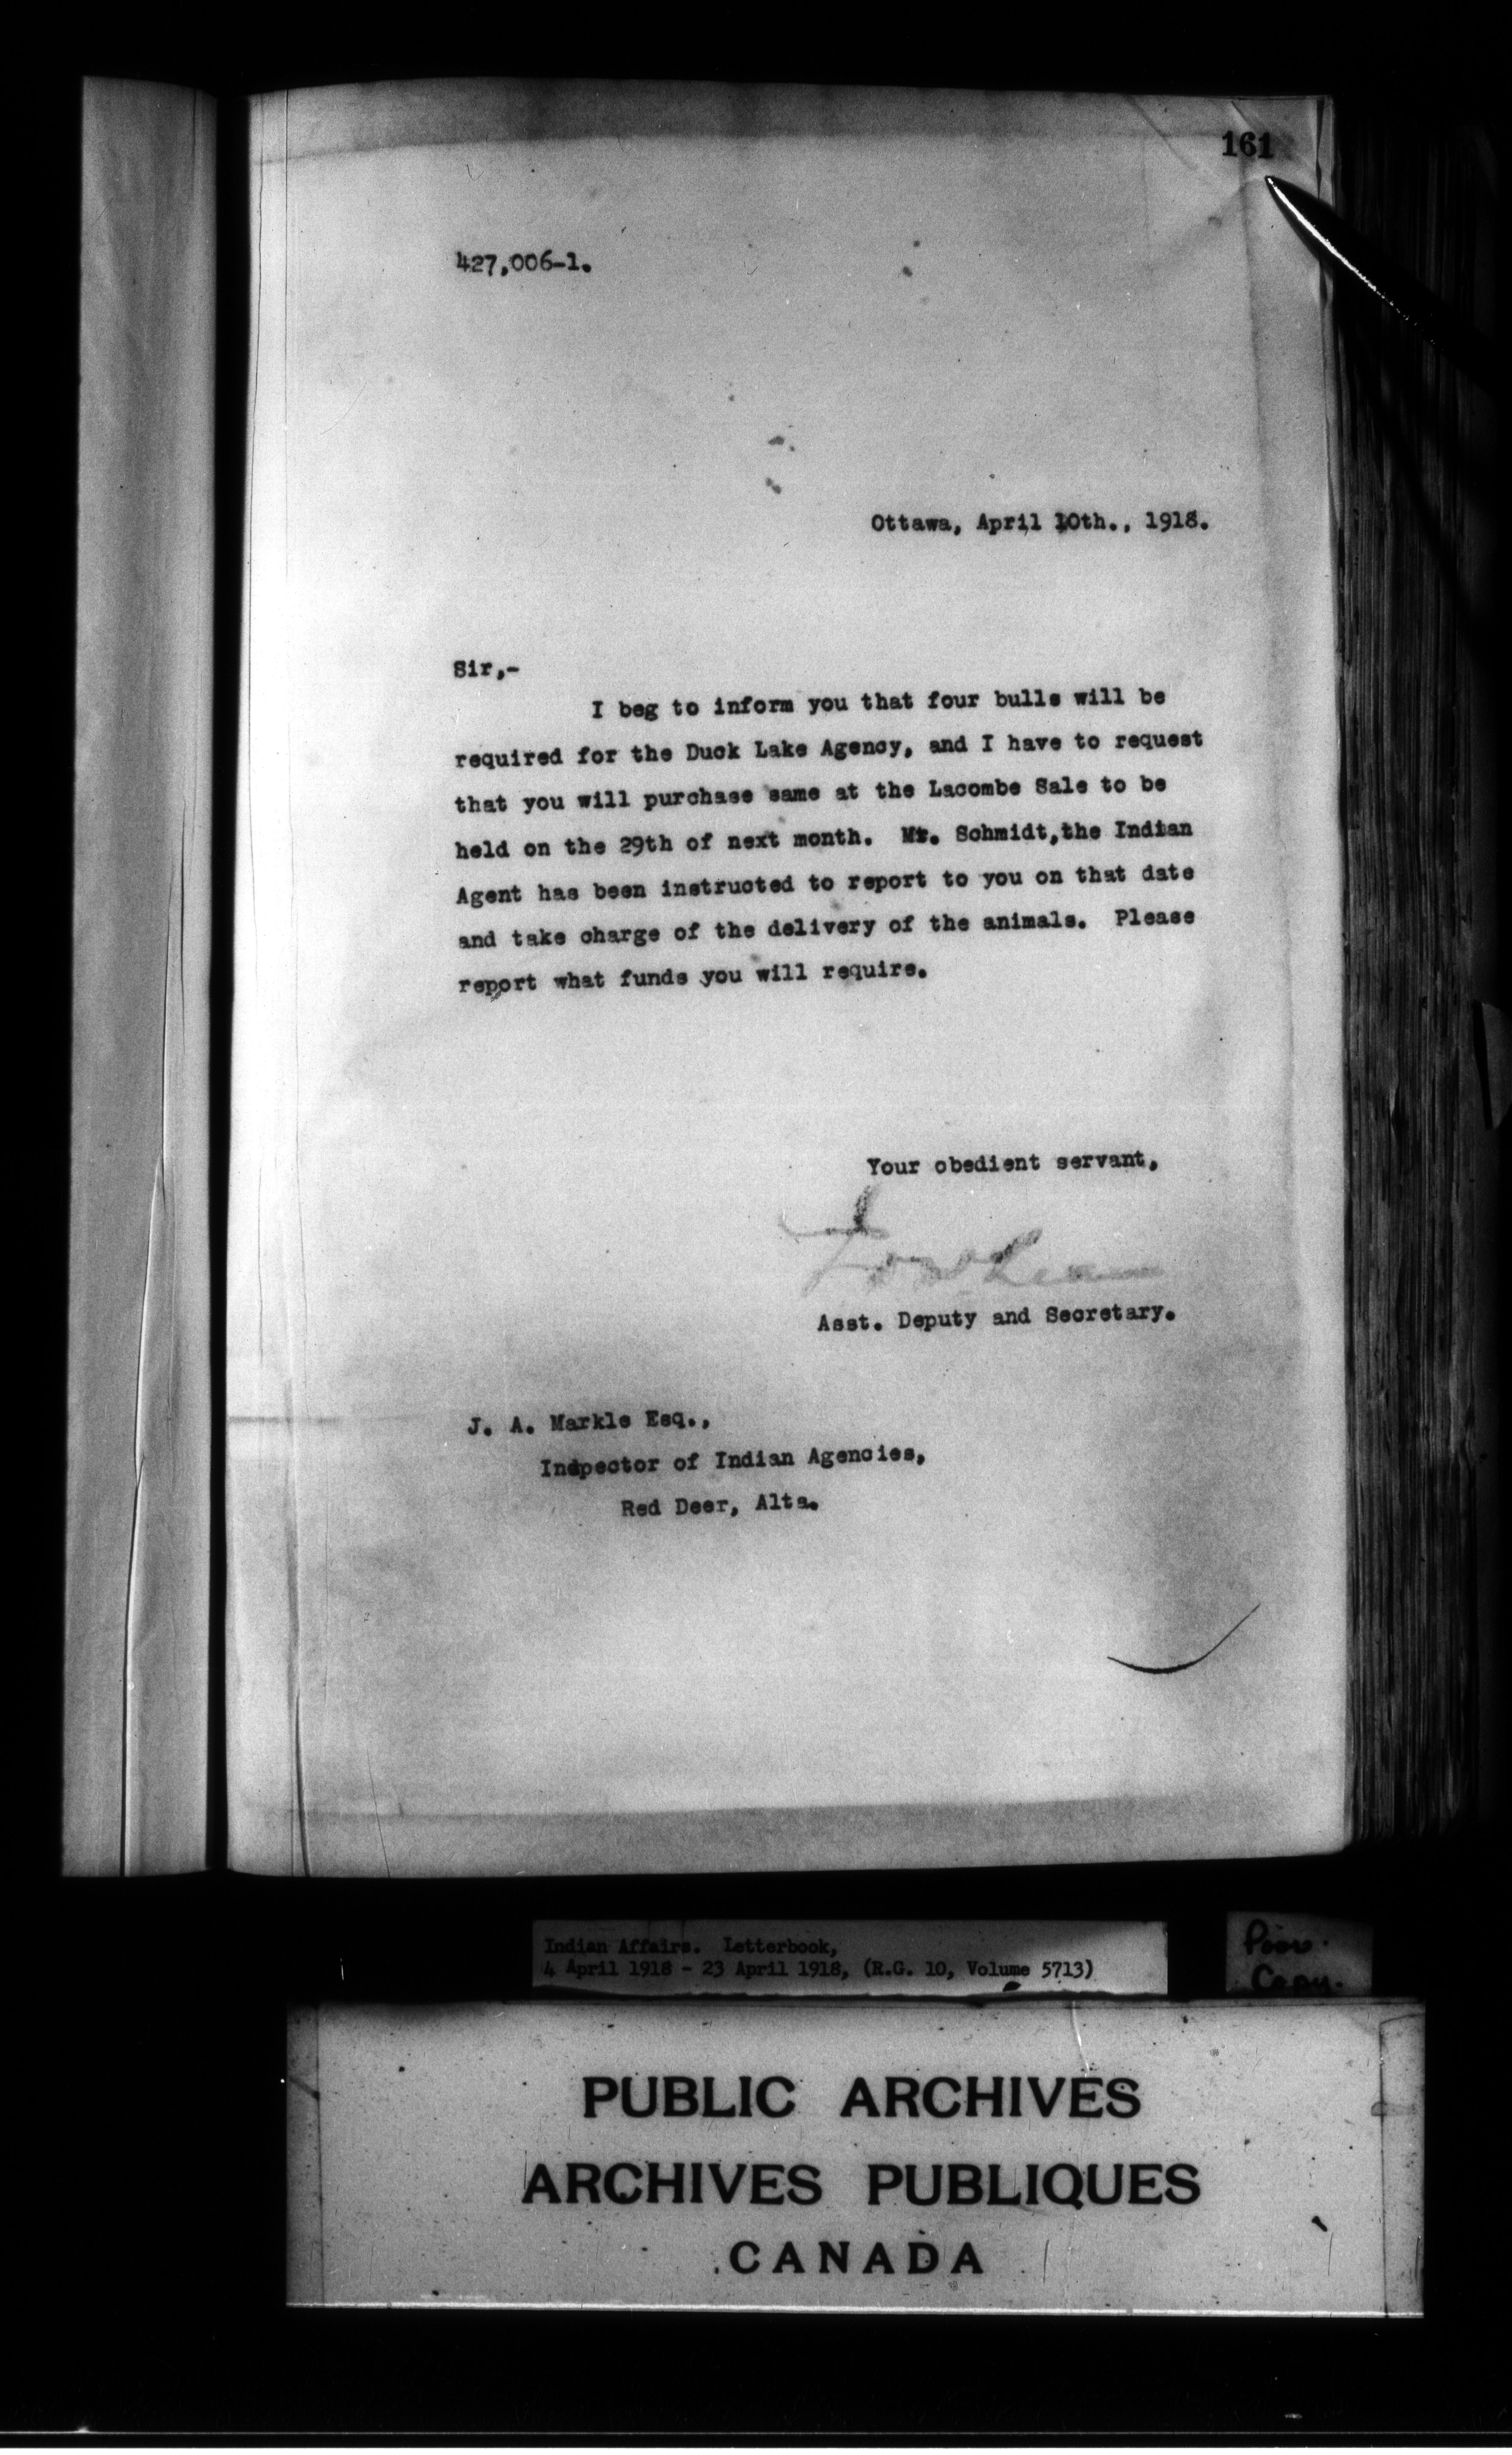 161
427,006-1.
Ottawa, April 10th., 1918.
Sir,-
I beg to inform you that four bulls will be
required for the Duck Lake Agency, and I have to request
that you will purchase same at the Lacombe Sale to be
held on the 29th of next month. Mr. Schmidt,the Indian
Agent has been instructed to report to you on that date
and take charge of the delivery of the animals. Please
report what funds you will require.
Your obedient servant,
Asst. Deputy and Secretary.
J. A. Markle Esq.,
Inspector of Indian Agencies,
Red Deer, Alta.
Indian Affairs. Letterbook,
4 April 1918 - 23 April 1918, (R.G. 10, Volume 5713)
Poor
Copy.
PUBLIC ARCHIVES
ARCHIVES PUBLIQUES
CANADA